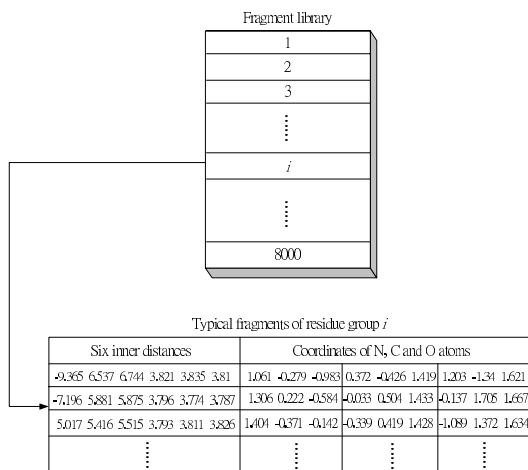 Fragment library
1
2
3
i
8000
Typical fragments of residue group i
Six inner distances Coordinates of N, C and O atoms
-9.365 6.537 6.744 3.821 3.835 3.81 1.061 -0.279 -0.983 0.372 -0.426 1.419 1.203 -1.34 1.621
-7.196 5.881 5.875 3.796 3.774 3.787 1.306 0.222 -0.584 -0.033 0.504 1.433 -0.137 1.705 1.667
5.017 5.416 5.515 3.793 3.811 3.826 1.404 -0.371 -0.142 -0.339 0.419 1.428 -1.089 1.372 1.634